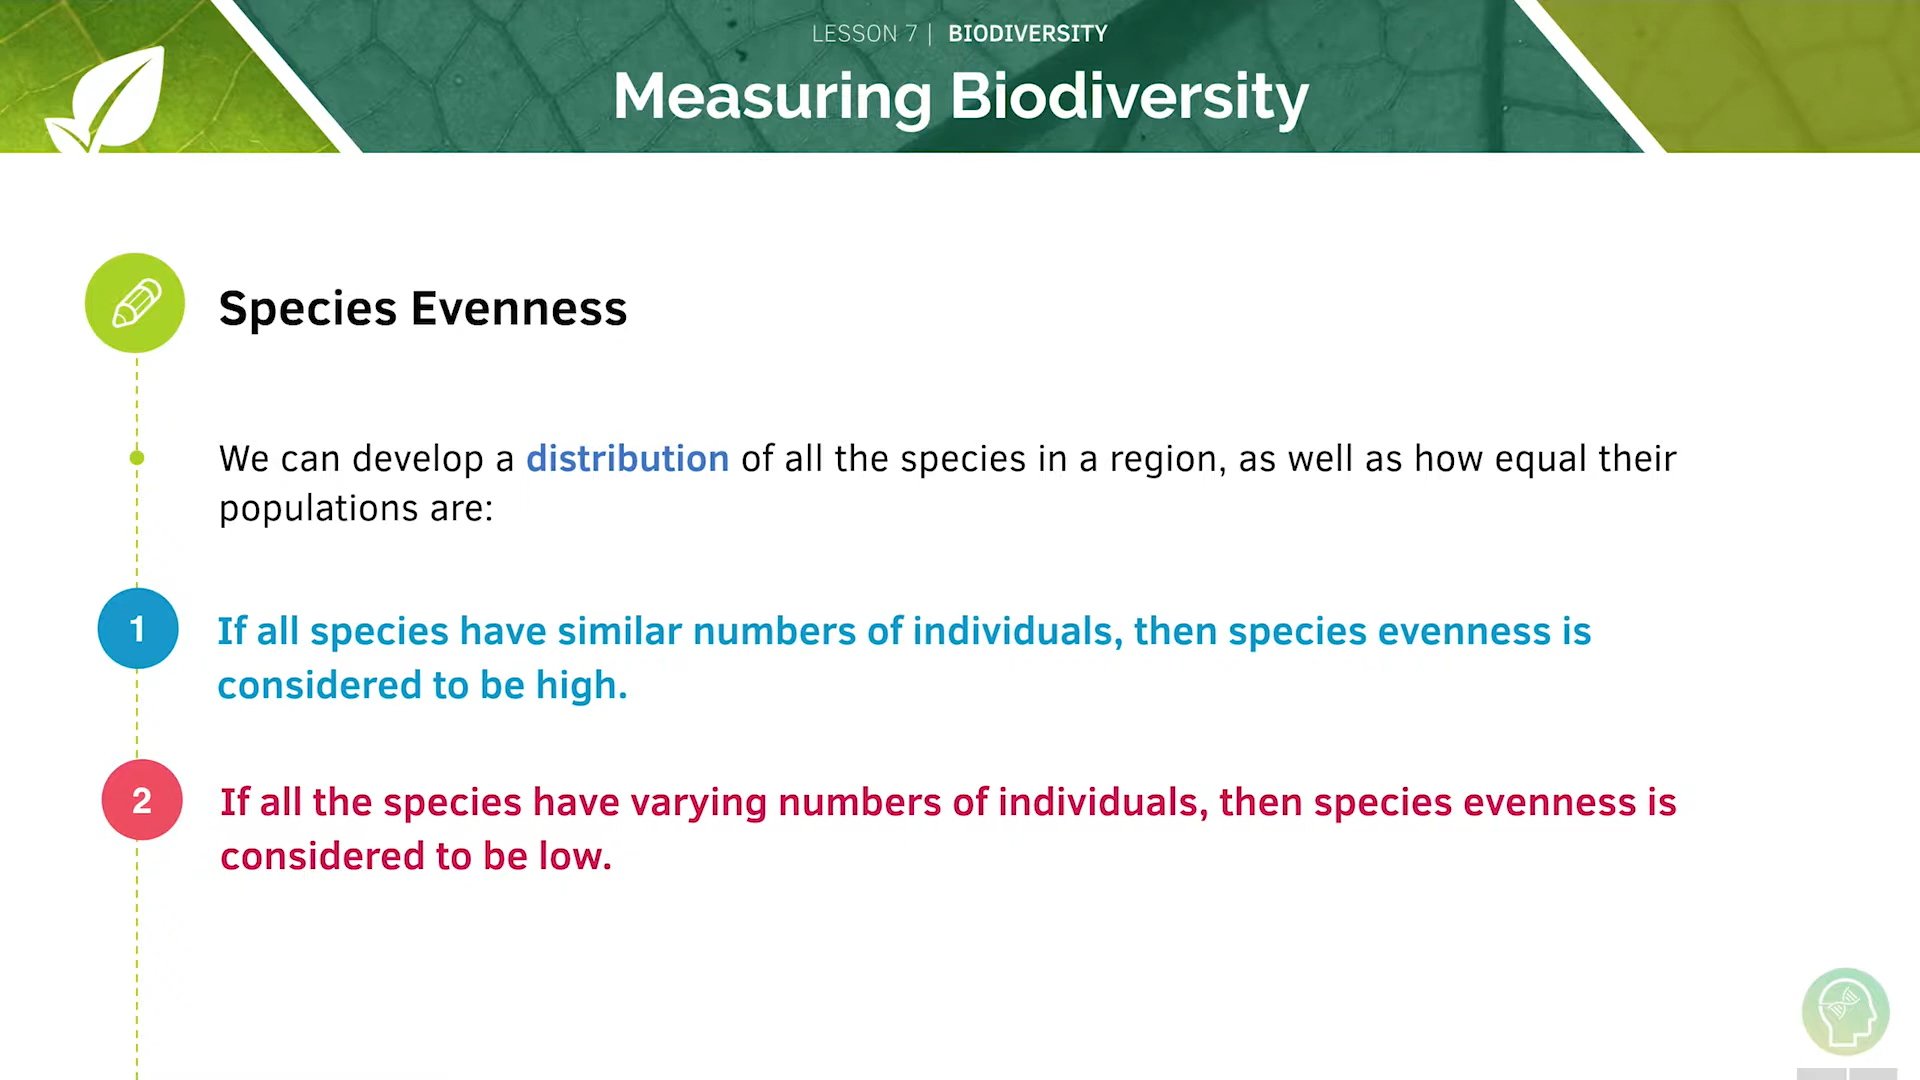 LESSON 7 | BIODIVERSITY
Measuring Biodiversity
Species Evenness
We can develop a distribution of all the species in a region, as well as how equal their
populations are:
1
If all species have similar numbers of individuals, then species evenness is
considered to be high.
2
If all the species have varying numbers of individuals, then species evenness is
considered to be low.